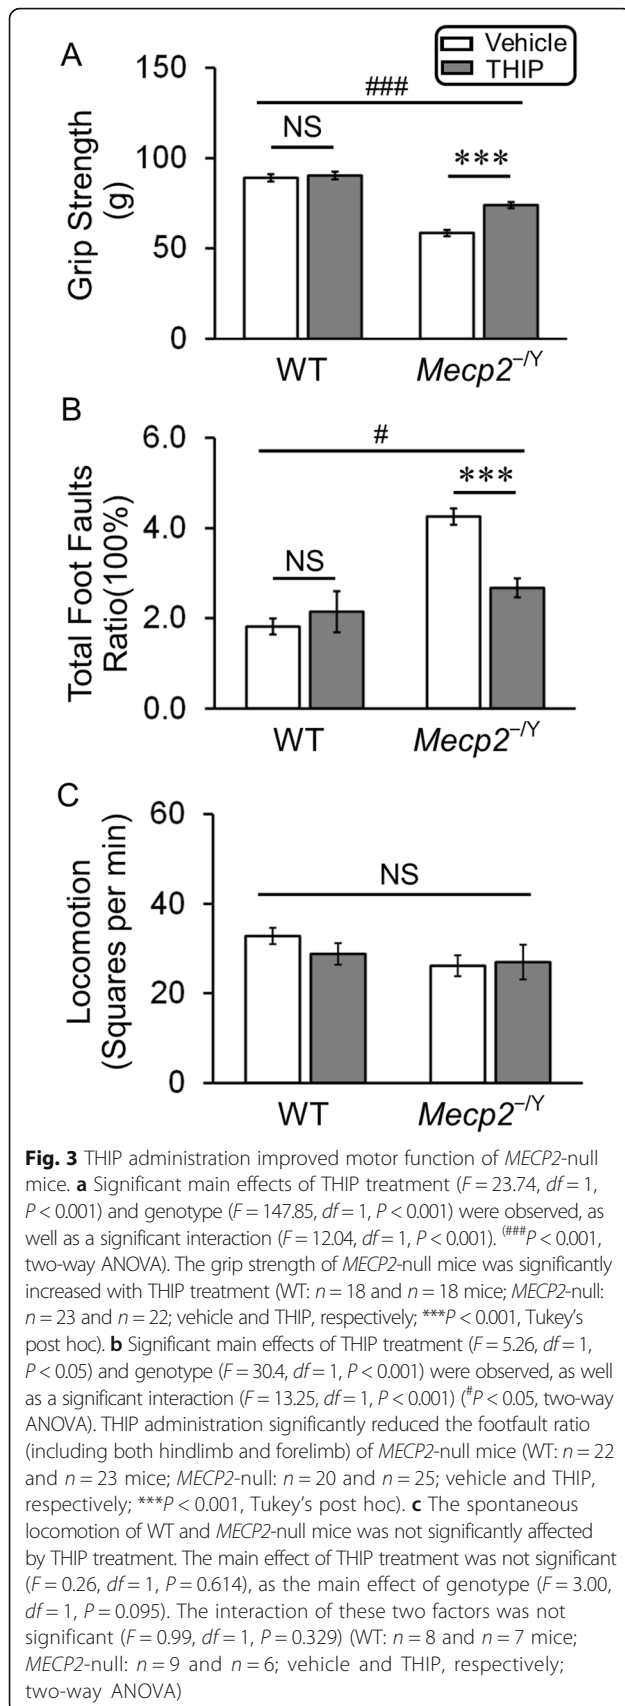 A
Vehicle
THIP
150
###
NS
***
100
50
0
Grip Strength
(g)
WT
Mecp2–/Y
B
6.0
#
***
NS
4.0
2.0
0.0
Total Foot Faults
Ratio(100%)
WT
Mecp2–/Y
C
60
NS
40
20
0
Locomotion
(Squares per min)
WT
Mecp2–/Y
Fig. 3 THIP administration improved motor function of MECP2-null
mice. a Significant main effects of THIP treatment (F = 23.74, df = 1,
P < 0.001) and genotype (F = 147.85, df = 1, P < 0.001) were observed, as
well as a significant interaction (F = 12.04, df = 1, P < 0.001). (###P < 0.001,
two-way ANOVA). The grip strength of MECP2-null mice was significantly
increased with THIP treatment (WT: n = 18 and n = 18 mice; MECP2-null:
n = 23 and n = 22; vehicle and THIP, respectively; ***P < 0.001, Tukey's
post hoc). b Significant main effects of THIP treatment (F = 5.26, df = 1,
P < 0.05) and genotype (F = 30.4, df = 1, P < 0.001) were observed, as well
as a significant interaction (F = 13.25, df = 1, P < 0.001) (#P < 0.05, two-way
ANOVA). THIP administration significantly reduced the footfault ratio
(including both hindlimb and forelimb) of MECP2-null mice (WT: n = 22
and n = 23 mice; MECP2-null: n = 20 and n = 25; vehicle and THIP,
respectively; ***P < 0.001, Tukey's post hoc). c The spontaneous
locomotion of WT and MECP2-null mice was not significantly affected
by THIP treatment. The main effect of THIP treatment was not significant
(F = 0.26, df = 1, P = 0.614), as the main effect of genotype (F = 3.00,
df = 1, P = 0.095). The interaction of these two factors was not
significant (F = 0.99, df = 1, P = 0.329) (WT: n = 8 and n = 7 mice;
MECP2-null: n = 9 and n = 6; vehicle and THIP, respectively;
two-way ANOVA)